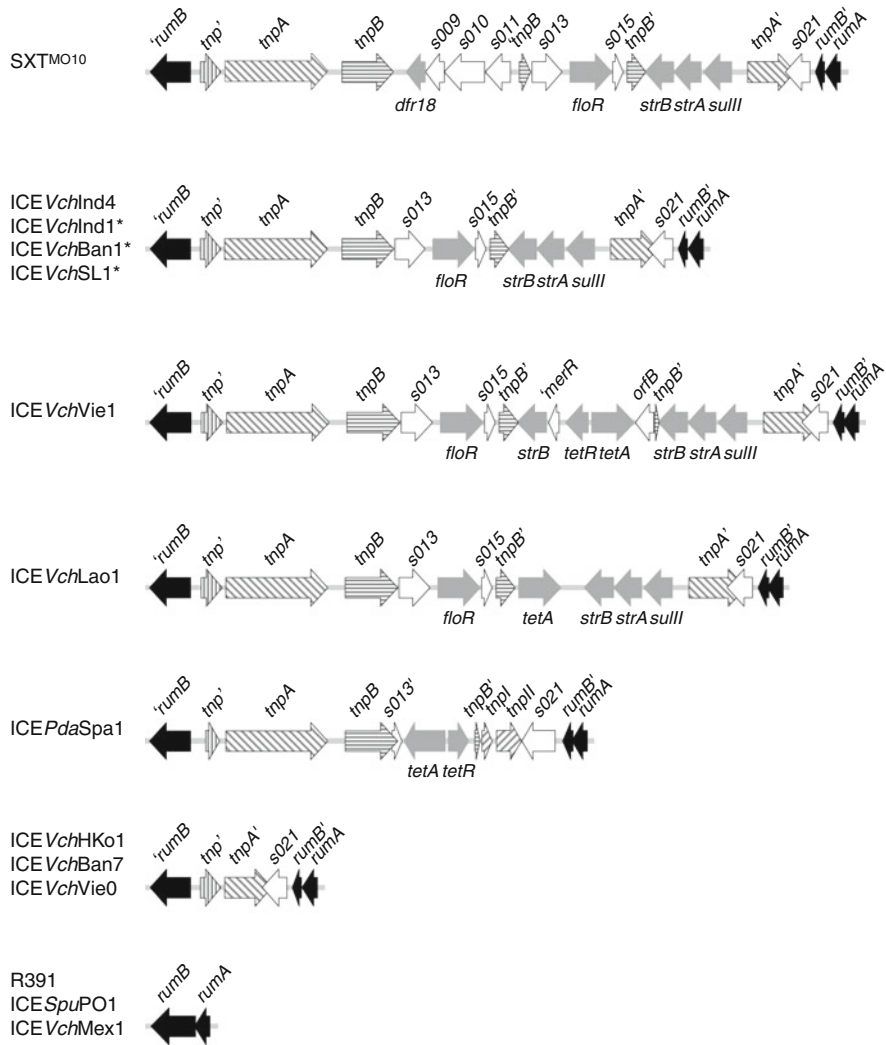 ‘rumB tnp’ tnpA tnpB s009 s010 s011 ‘tnpB s013 s015 tnpB’ tnpA’ s021 rumB’ rumA
SXTMO10
dfr18 floR strB strA sulII
ICEVchInd4
ICEVchInd1*
ICEVchBan1*
ICEVchSL1*
‘rumB tnp’ tnpA tnpB s013 s015 tnpB’ tnpA’ s021 rumB’ rumA
floR strB strA sulII
‘rumB tnp’ tnpA tnpB s013 s015 tnpB’ ‘merR orfB tnpB’ tnpA’ s021 rumB’ rumA
ICEVchVie1
floR strB tetR tetA strB strA sulII
‘rumB tnp’ tnpA tnpB s013 s015 tnpB’ tnpA’ s021 rumB’ rumA
ICEVchLao1
floR tetA strB strA sulII
‘rumB tnp’ tnpA tnpB s013’ tnpB’ tnpI tnpII s021 rumB’ rumA
ICEPdaSpa1
tetA tetR
ICEVchHKo1
ICEVchBan7
ICEVchVie0
‘rumB tnp’ tnpA’ s021 rumB’ rumA
R391
ICESpuPO1
ICEVchMex1
rumB rumA